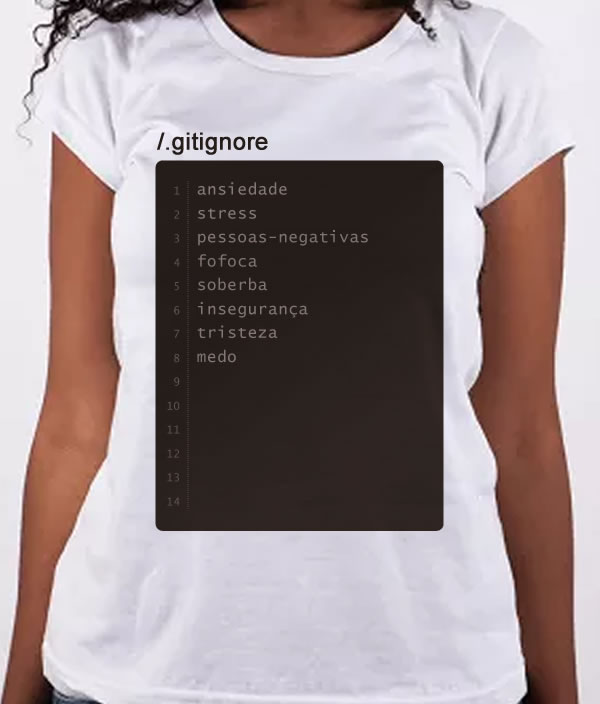 /.gitignore
1 ansiedade
2 stress
3 pessoas-negativas
4 fofoca
5 soberba
6 insegurança
7 tristeza
8 medo
9
10
11
12
13
14